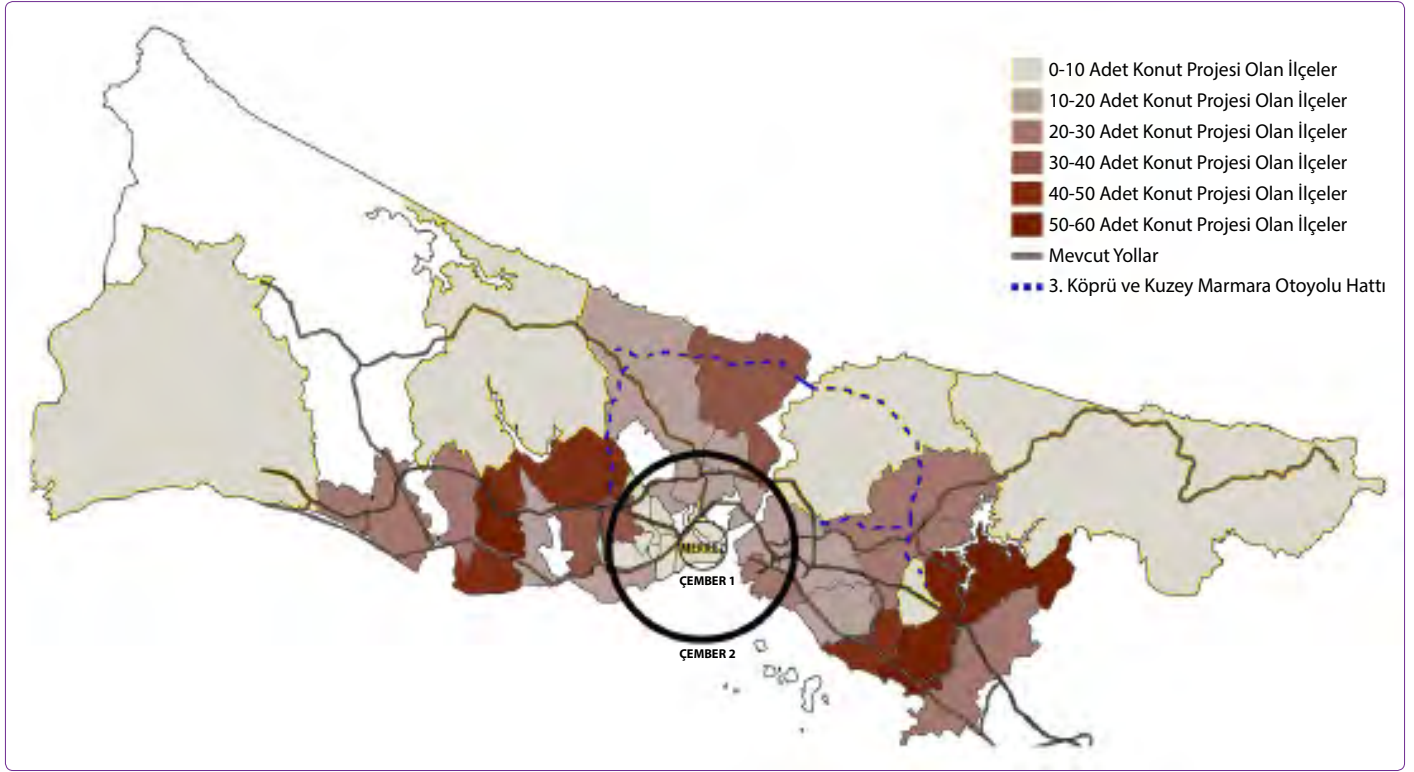 0-10 Adet Konut Projesi Olan İlçeler
10-20 Adet Konut Projesi Olan İlçeler
20-30 Adet Konut Projesi Olan İlçeler
30-40 Adet Konut Projesi Olan İlçeler
40-50 Adet Konut Projesi Olan İlçeler
50-60 Adet Konut Projesi Olan İlçeler
Mevcut Yollar
3. Köprü ve Kuzey Marmara Otoyolu Hattı
MERKEZ
ÇEMBER 1
ÇEMBER 2